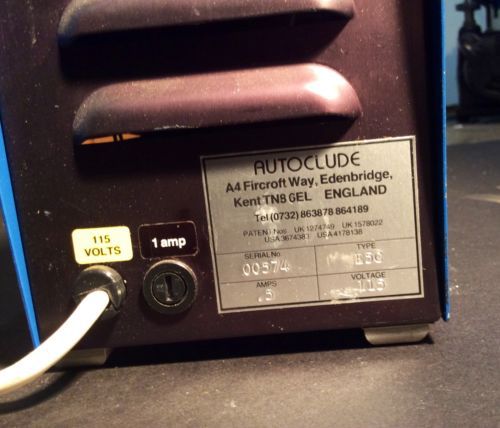 AUTOCLUDE
A4 Fircroft Way, Edenbridge,
Kent TN8 6EL ENGLAND
Tel (0732) 863878 864189
PATENT Nos UK 1274749 UK 1578022
USA 3674383 USA 4178138
SERIAL No TYPE
00574 ESG
AMPS VOLTAGE
.5 115
115
VOLTS
1 amp